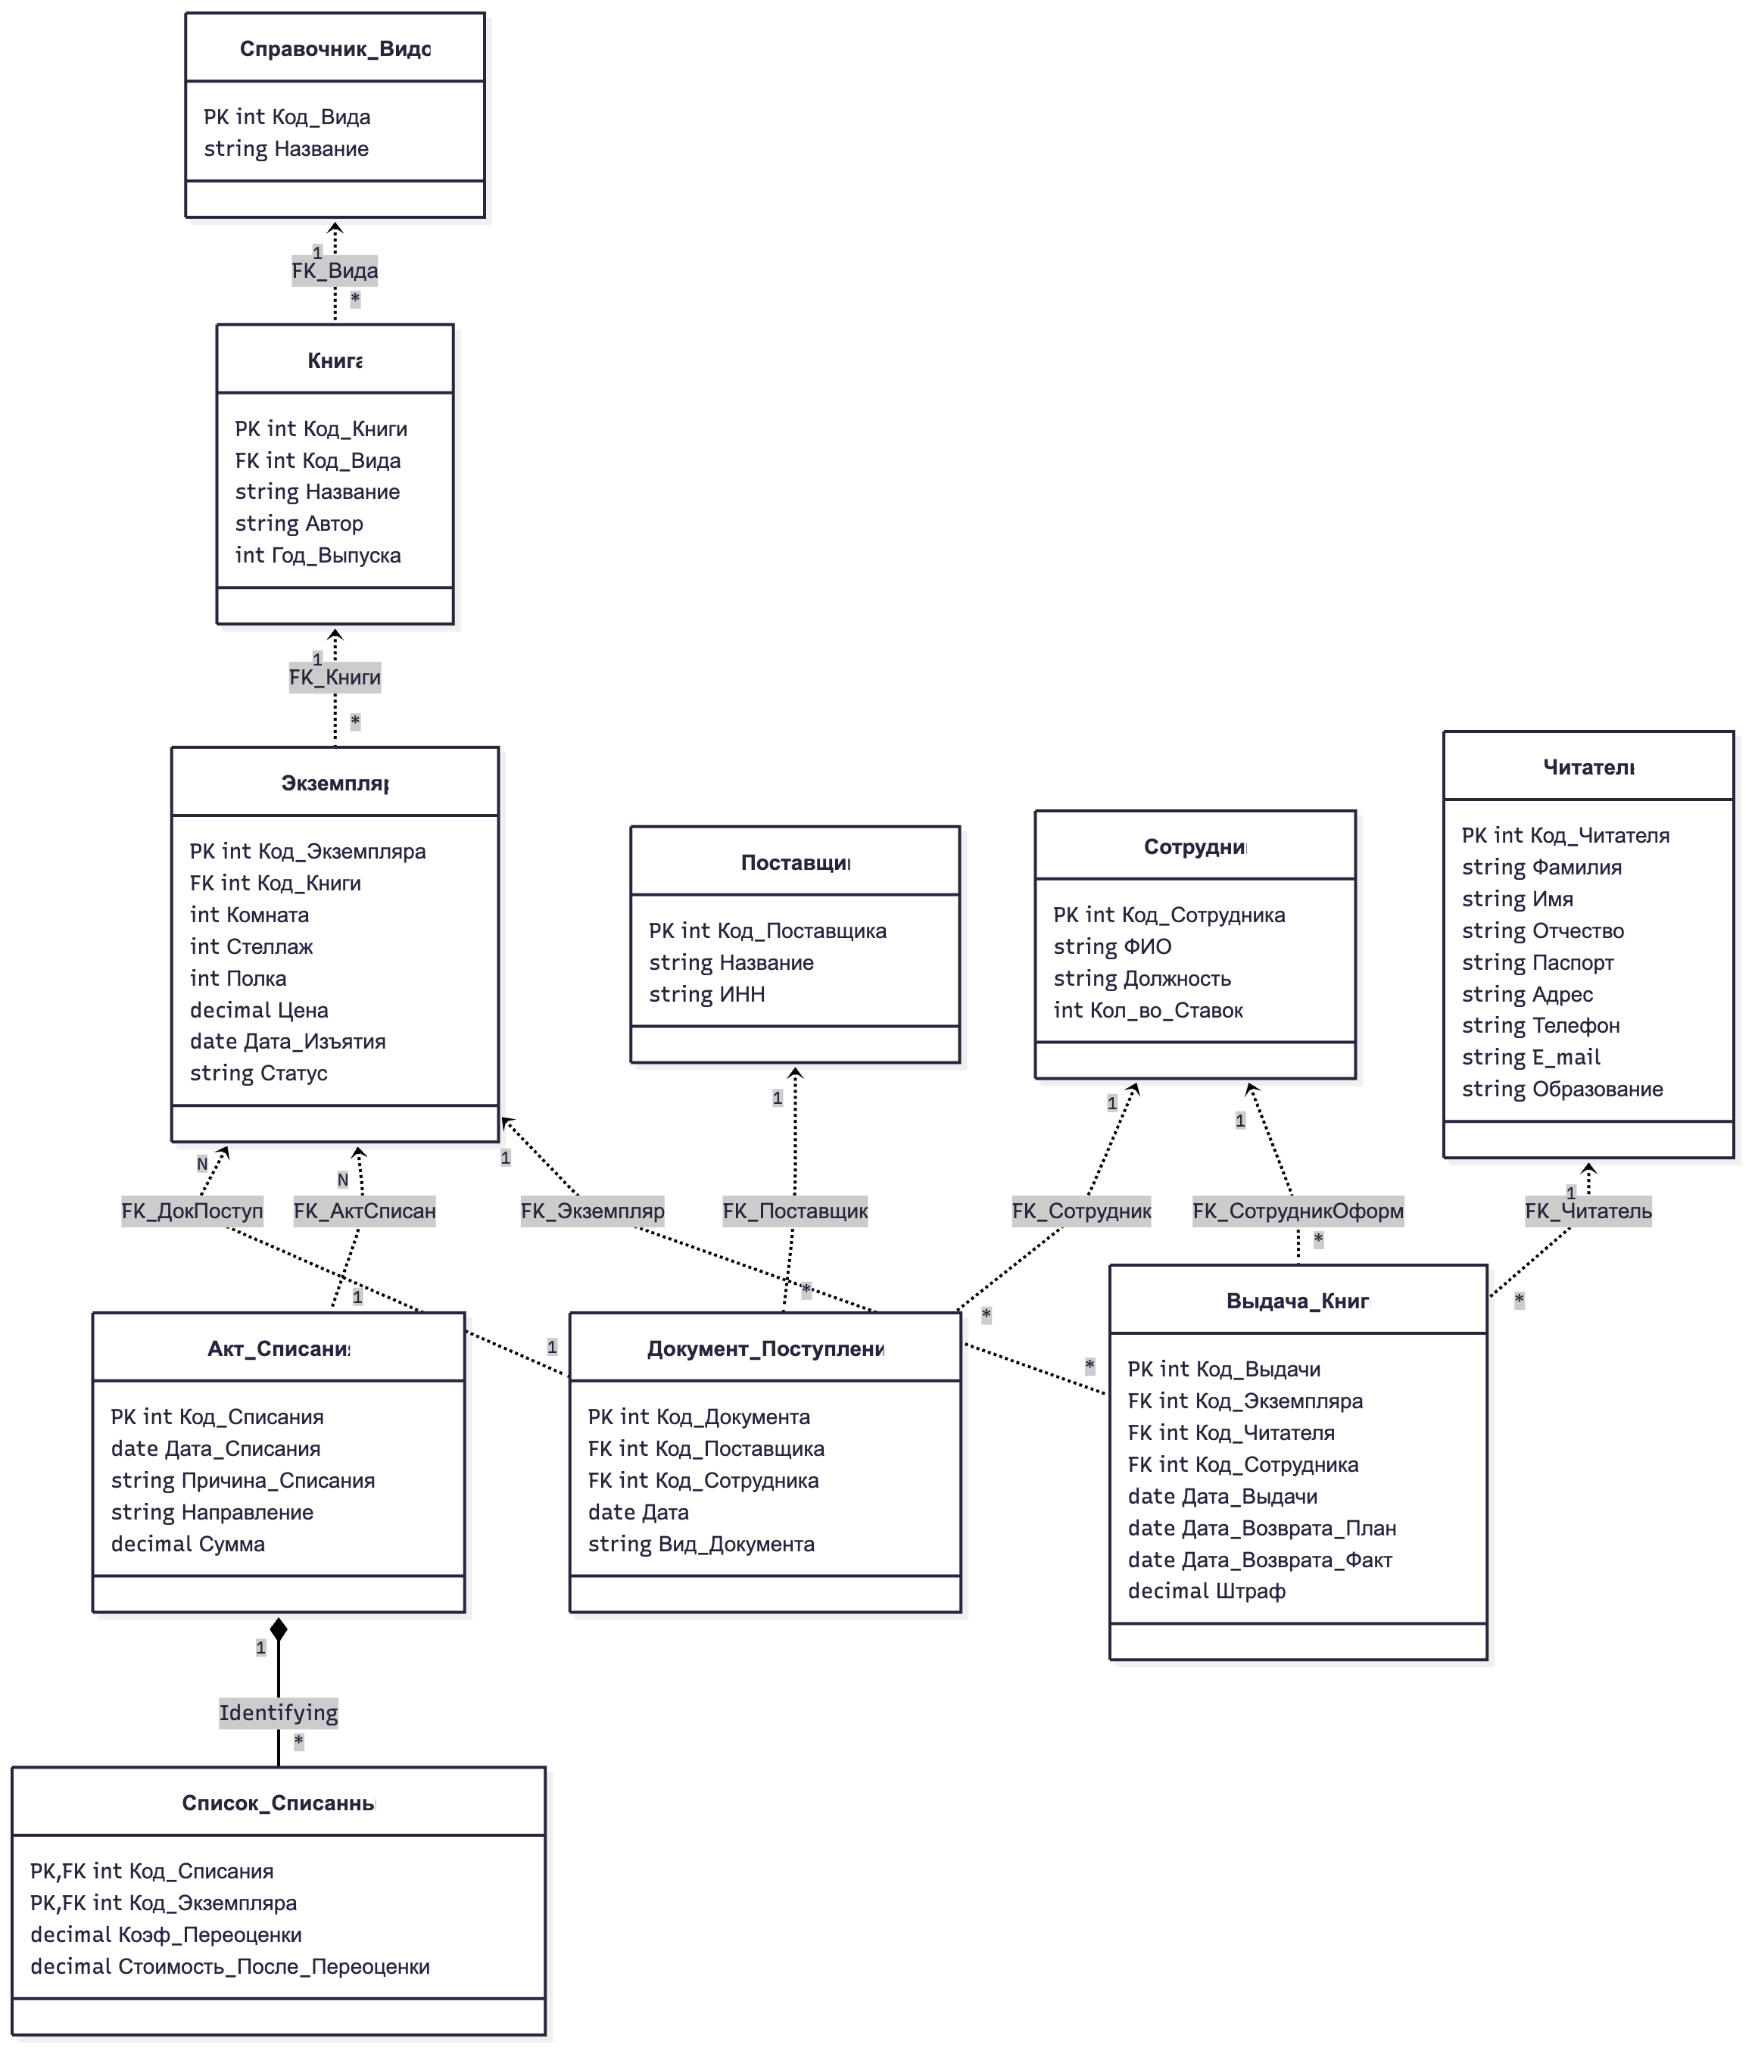 Справочник_Видо
PK int Код_Вида
string Название
1
FK_Вида
*
Книга
PK int Код_Книги
FK int Код_Вида
string Название
string Автор
int Год_Выпуска
1
FK_Книги
*
Экземпляр
PK int Код_Экземпляра
FK int Код_Книги
int Комната
int Стеллаж
int Полка
decimal Цена
date Дата_Изъятия
string Статус
Поставщи
PK int Код_Поставщика
string Название
string ИНН
Сотрудни
PK int Код_Сотрудника
string ФИО
string Должность
int Кол_во_Ставок
Читатель
PK int Код_Читателя
string Фамилия
string Имя
string Отчество
string Паспорт
string Адрес
string Телефон
string E_mail
string Образование
N
N
1
1
1
1
1
FK_ДокПоступ
FK_АктСписан
FK_Экземпляр
FK_Поставщик
FK_Сотрудник
FK_СотрудникОформ
FK_Читатель
1
1
*
*
*
*
*
Акт_Списани
PK int Код_Списания
date Дата_Списания
string Причина_Списания
string Направление
decimal Сумма
Документ_Поступлени
PK int Код_Документа
FK int Код_Поставщика
FK int Код_Сотрудника
date Дата
string Вид_Документа
Выдача_Книг
PK int Код_Выдачи
FK int Код_Экземпляра
FK int Код_Читателя
FK int Код_Сотрудника
date Дата_Выдачи
date Дата_Возврата_План
date Дата_Возврата_Факт
decimal Штраф
1
Identifying
*
Список_Списанны
PK,FK int Код_Списания
PK,FK int Код_Экземпляра
decimal Коэф_Переоценки
decimal Стоимость_После_Переоценки